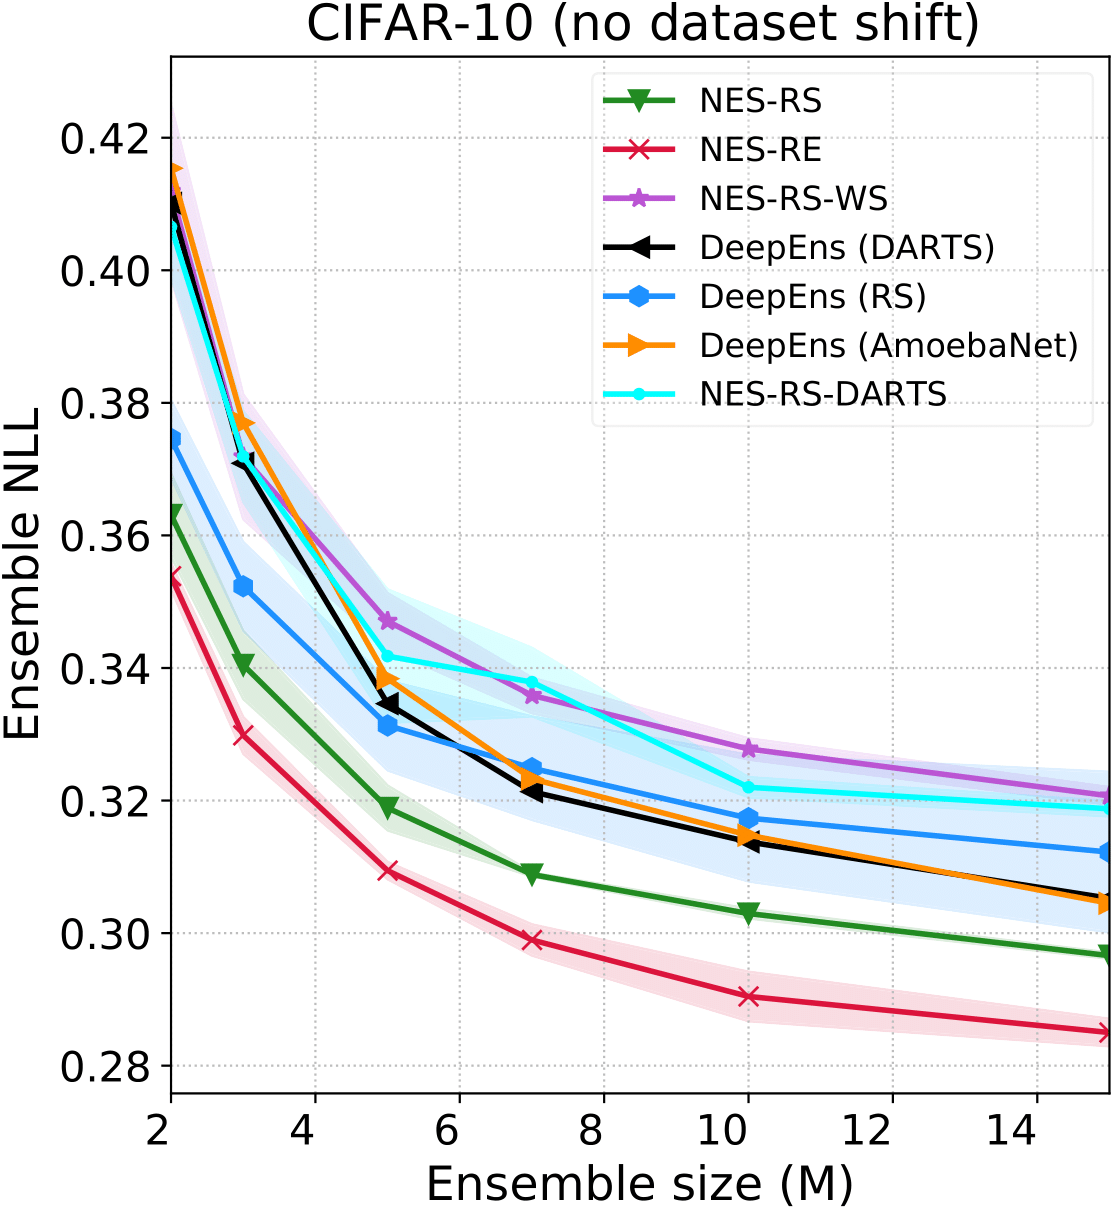 CIFAR-10 (no dataset shift)
NES-RS
NES-RE
NES-RS-WS
DeepEns (DARTS)
DeepEns (RS)
DeepEns (AmoebaNet)
NES-RS-DARTS
Ensemble NLL
0.42
0.40
0.38
0.36
0.34
0.32
0.30
0.28
2 4 6 8 10 12 14
Ensemble size (M)